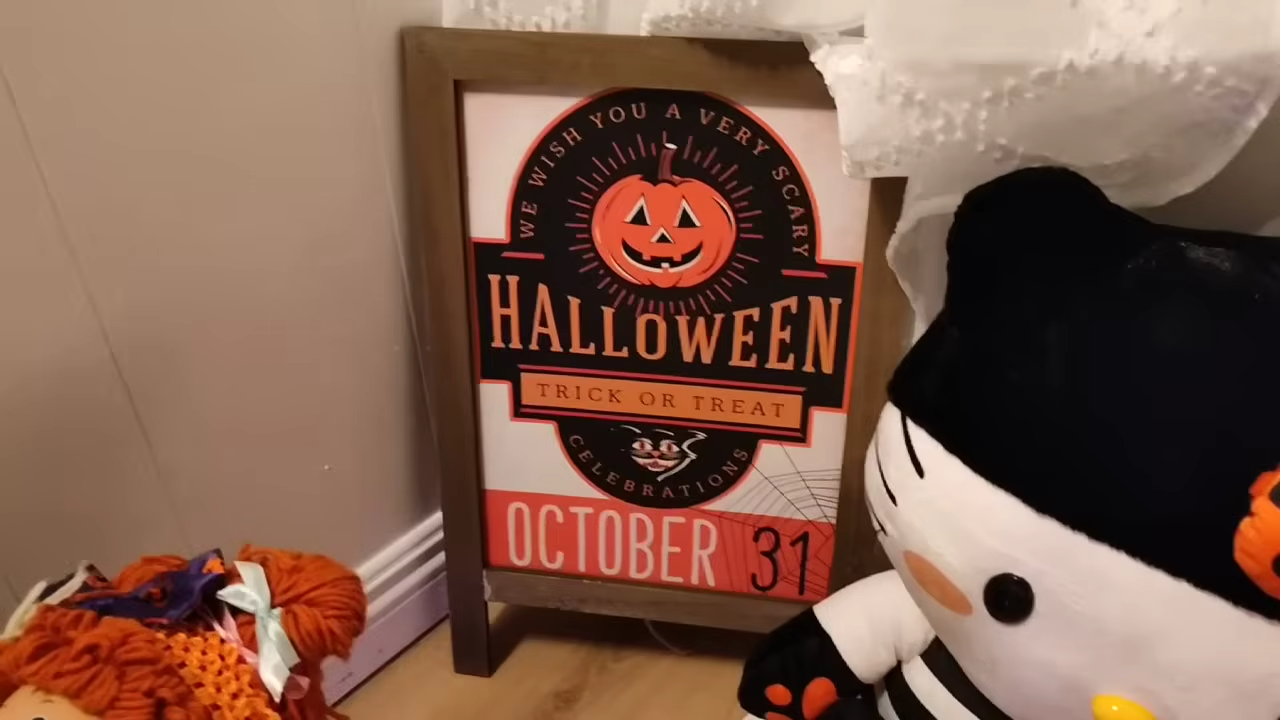 WE WISH YOU A VERY SCARY
HALLOWEEN
TRICK OR TREAT
CELEBRATIONS
OCTOBER 31